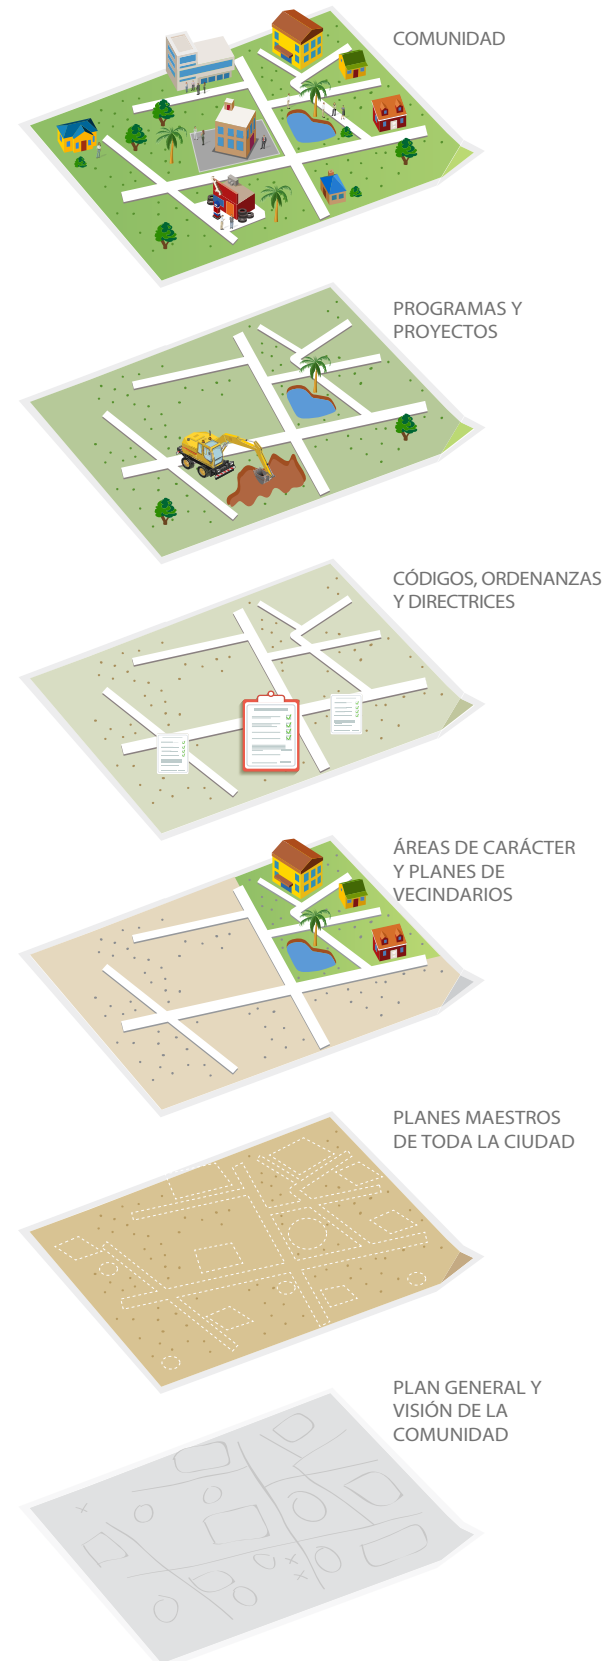 COMUNIDAD
PROGRAMAS Y
PROYECTOS
CÓDIGOS, ORDENANZAS
Y DIRECTRICES
ÁREAS DE CARÁCTER
Y PLANES DE
VECINDARIOS
PLANES MAESTROS
DE TODA LA CIUDAD
PLAN GENERAL Y
VISIÓN DE LA
COMUNIDAD